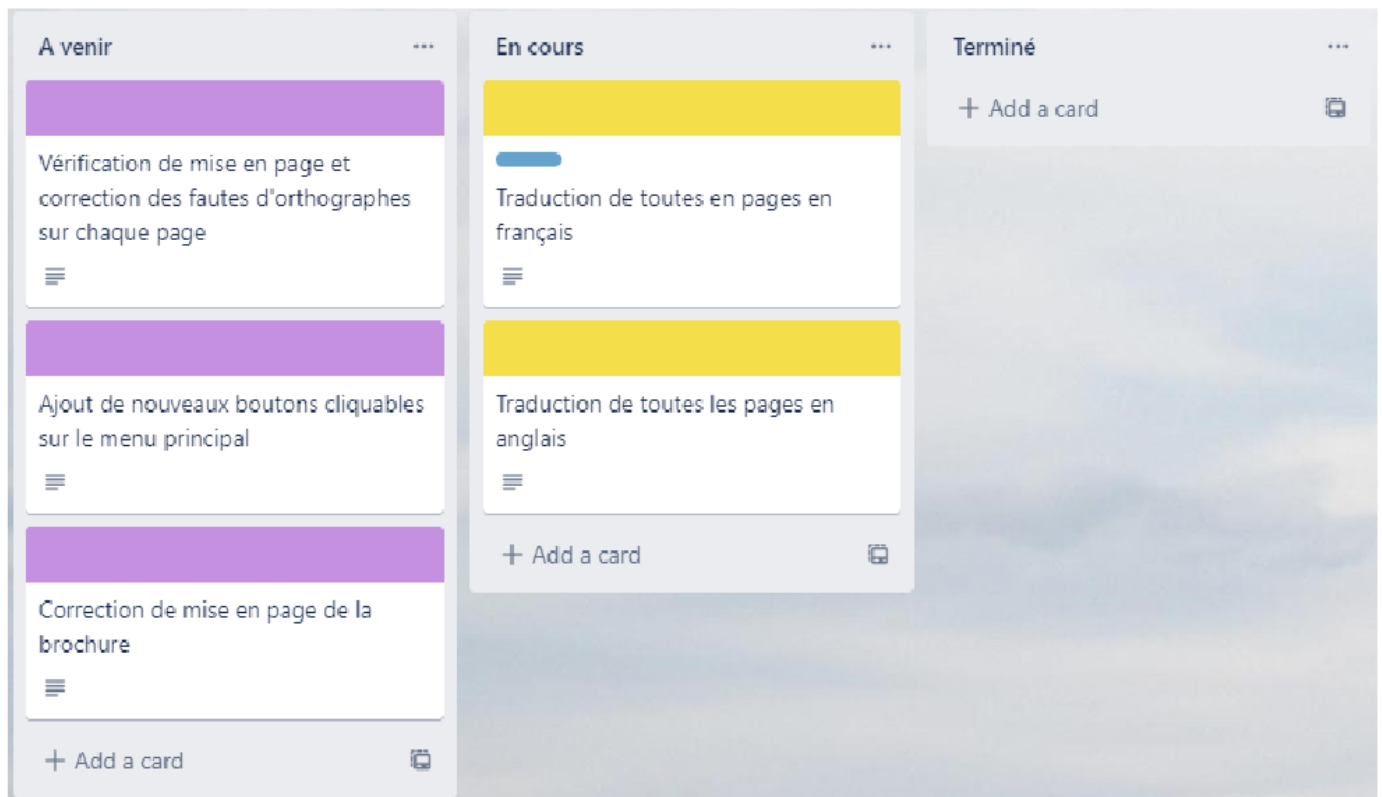 A venir
Vérification de mise en page et
correction des fautes d'orthographes
sur chaque page
Ajout de nouveaux boutons cliquables
sur le menu principal
Correction de mise en page de la
brochure
+ Add a card
En cours
Traduction de toutes en pages en
français
Traduction de toutes les pages en
anglais
+ Add a card
Terminé
+ Add a card